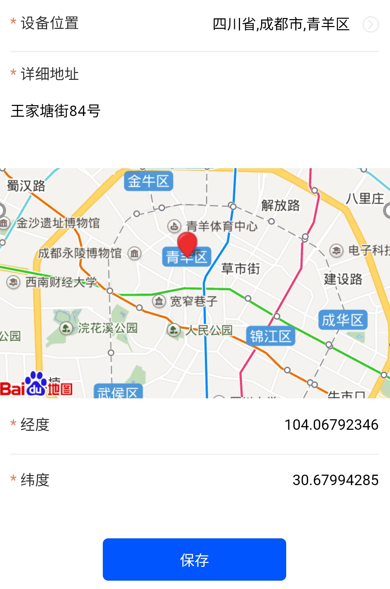 * 设备位置 四川省,成都市,青羊区
* 详细地址
王家塘街84号
金牛区
蜀汉路
解放路
八里庄
金沙遗址博物馆
青羊体育中心
成都永陵博物馆
电子科技
青羊区
草市街
西南财经大学
建设路
宽窄巷子
浣花溪公园
人民公园
成华区
公园
锦江区
Bai du 地图
武侯区
牛市口
* 经度 104.06792346
* 纬度 30.67994285
保存